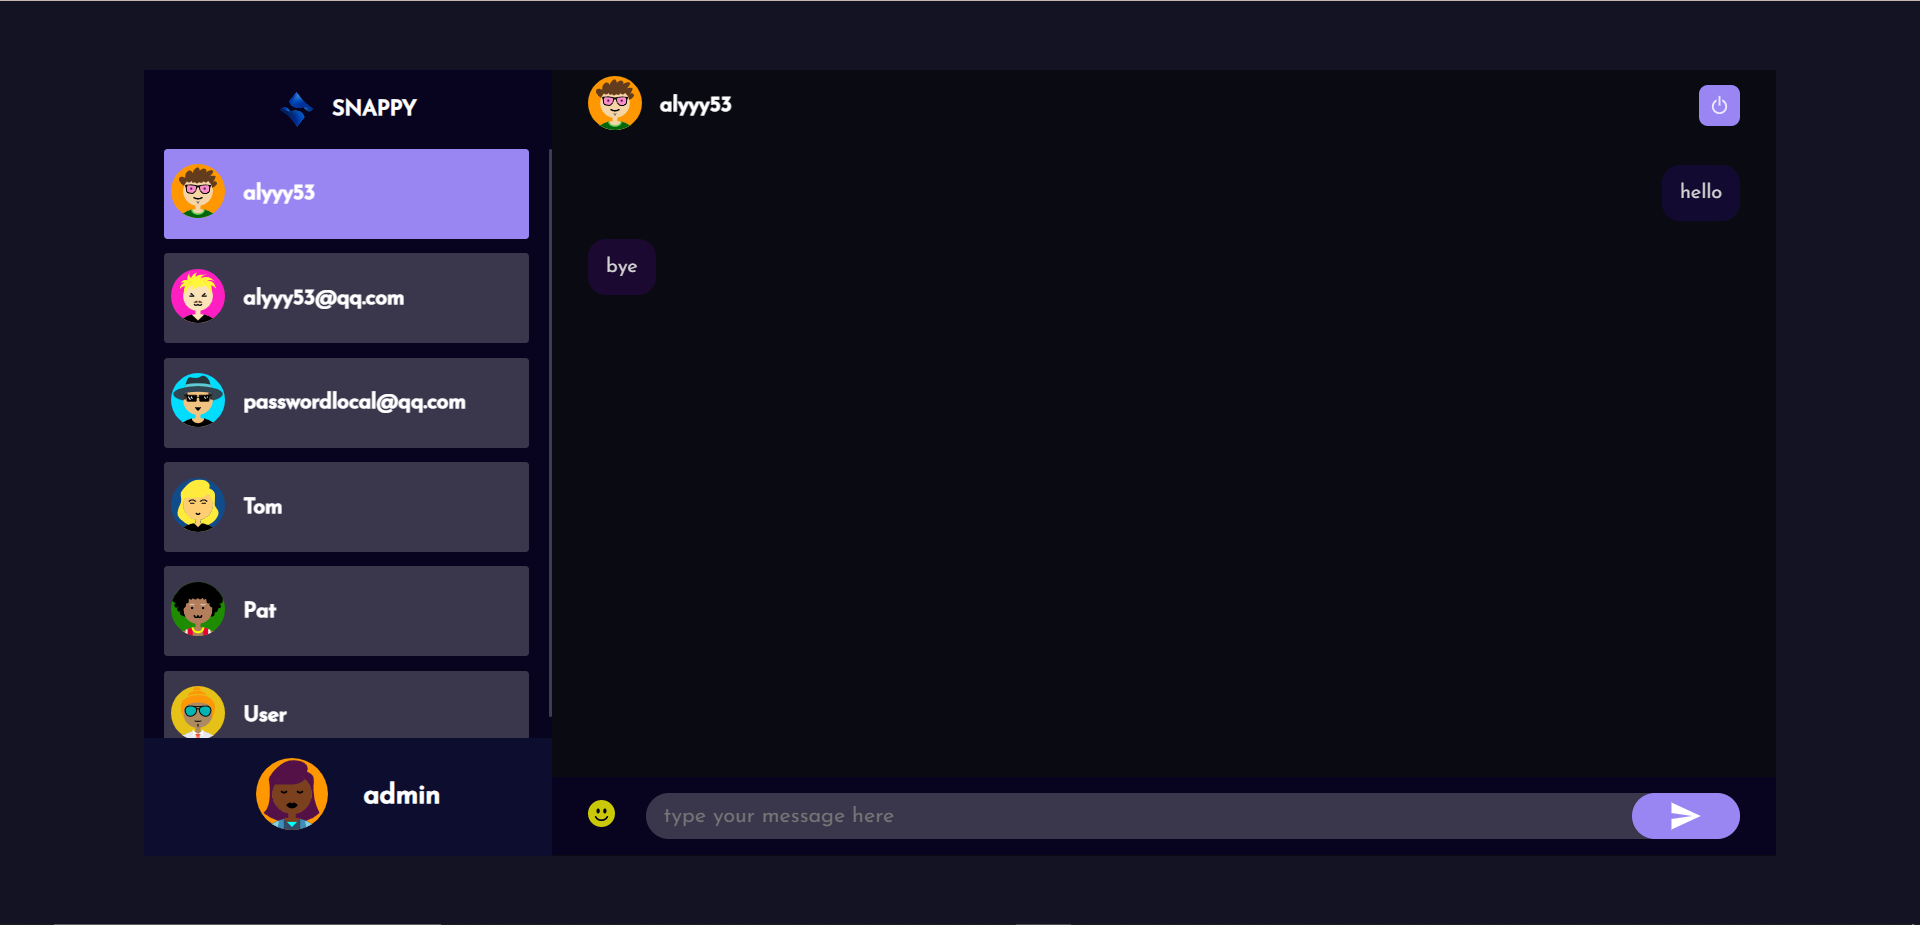 SNAPPY
alyyy53
alyyy53@qq.com
passwordlocal@qq.com
Tom
Pat
User
admin
alyyy53
hello
bye
type your message here